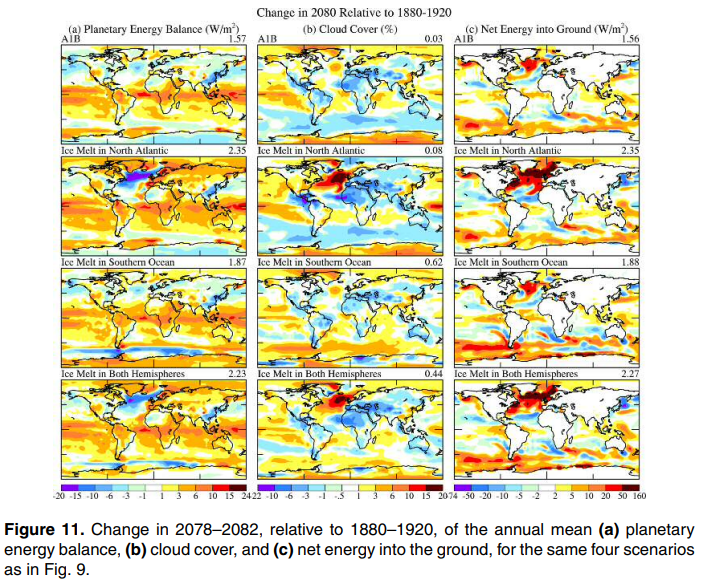 Change in 2080 Relative to 1880-1920
(a) Planetary Energy Balance (W/m²) (b) Cloud Cover (%) (c) Net Energy into Ground (W/m²)
A1B 1.57 A1B 0.03 A1B 1.56
Ice Melt in North Atlantic 2.35 Ice Melt in North Atlantic 0.08 Ice Melt in North Atlantic 2.35
Ice Melt in Southern Ocean 1.87 Ice Melt in Southern Ocean 0.62 Ice Melt in Southern Ocean 1.88
Ice Melt in Both Hemispheres 2.23 Ice Melt in Both Hemispheres 0.44 Ice Melt in Both Hemispheres 2.27
-20 -15 -10 -6 -3 -1 1 3 6 10 15 24 22 -10 -6 -3 -1 -.5 .5 1 3 6 10 20 74 -50 -20 -10 -5 -2 2 5 10 20 50 160
Figure 11. Change in 2078–2082, relative to 1880–1920, of the annual mean (a) planetary
energy balance, (b) cloud cover, and (c) net energy into the ground, for the same four scenarios
as in Fig. 9.